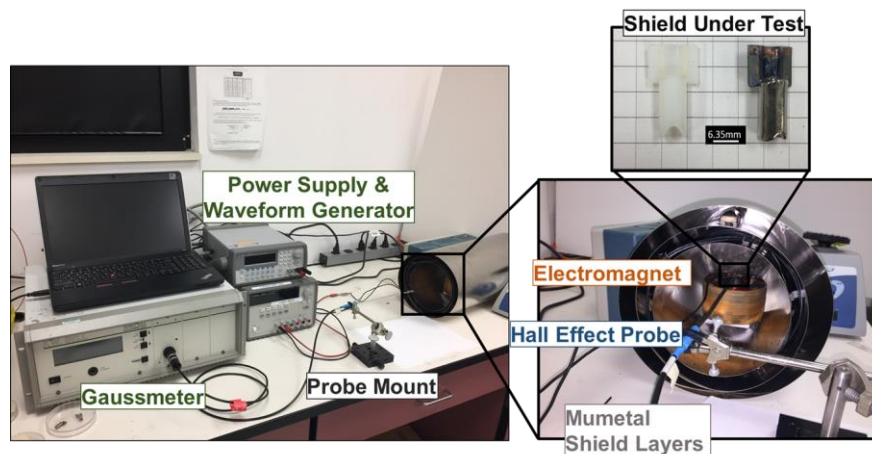 Shield Under Test
6.35mm
Power Supply &
Waveform Generator
Electromagnet
Hall Effect Probe
Gaussmeter
Probe Mount
Mumetal
Shield Layers